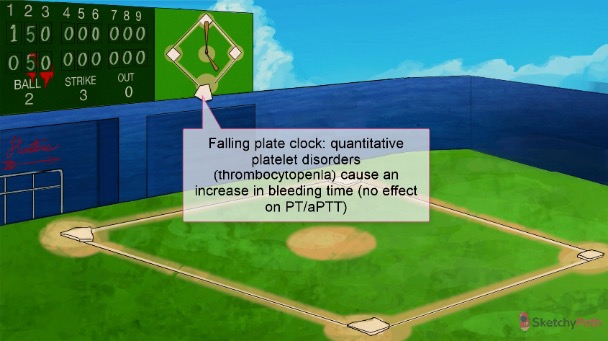 1 2 3 4 5 6 7 8 9
1 5 0 0 0 0 0 0 0
0 5 0 0 0 0 0 0 0
BALL STRIKE OUT
2 3 0
Falling plate clock: quantitative
platelet disorders
(thrombocytopenia) cause an
increase in bleeding time (no effect
on PT/aPTT)